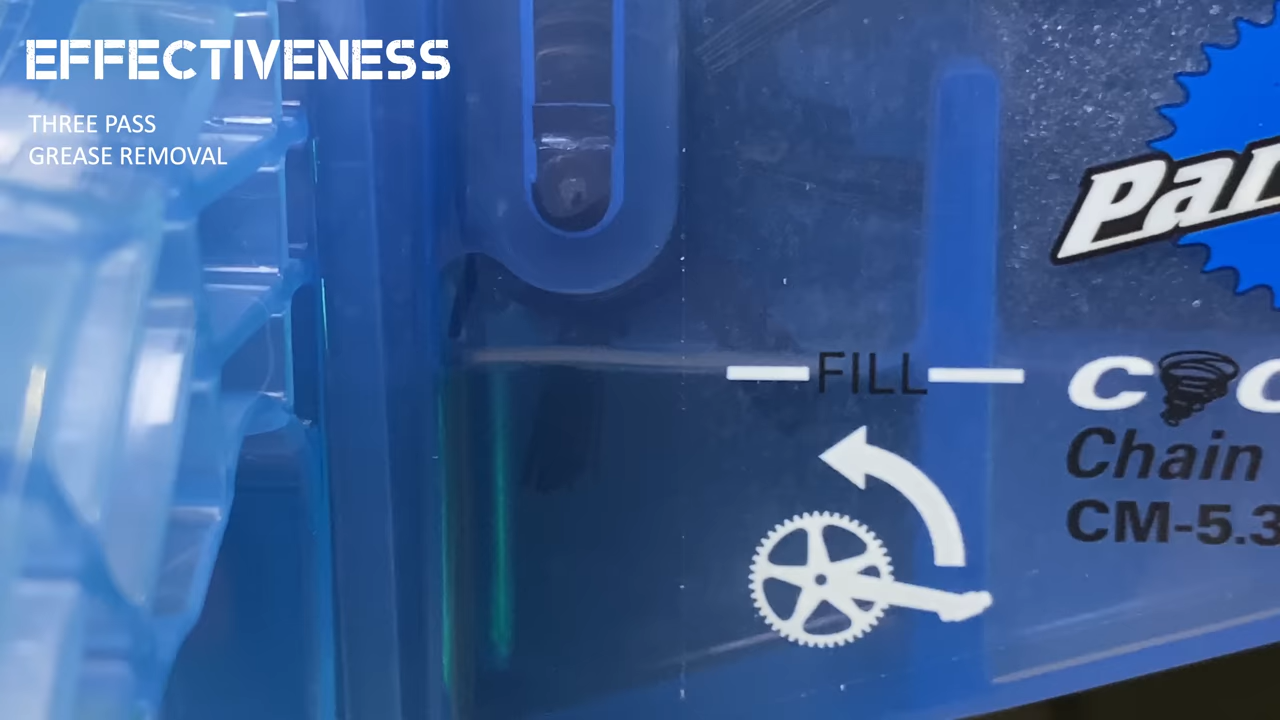 EFFECTIVENESS
THREE PASS
GREASE REMOVAL
FILL
Chain
CM-5.3